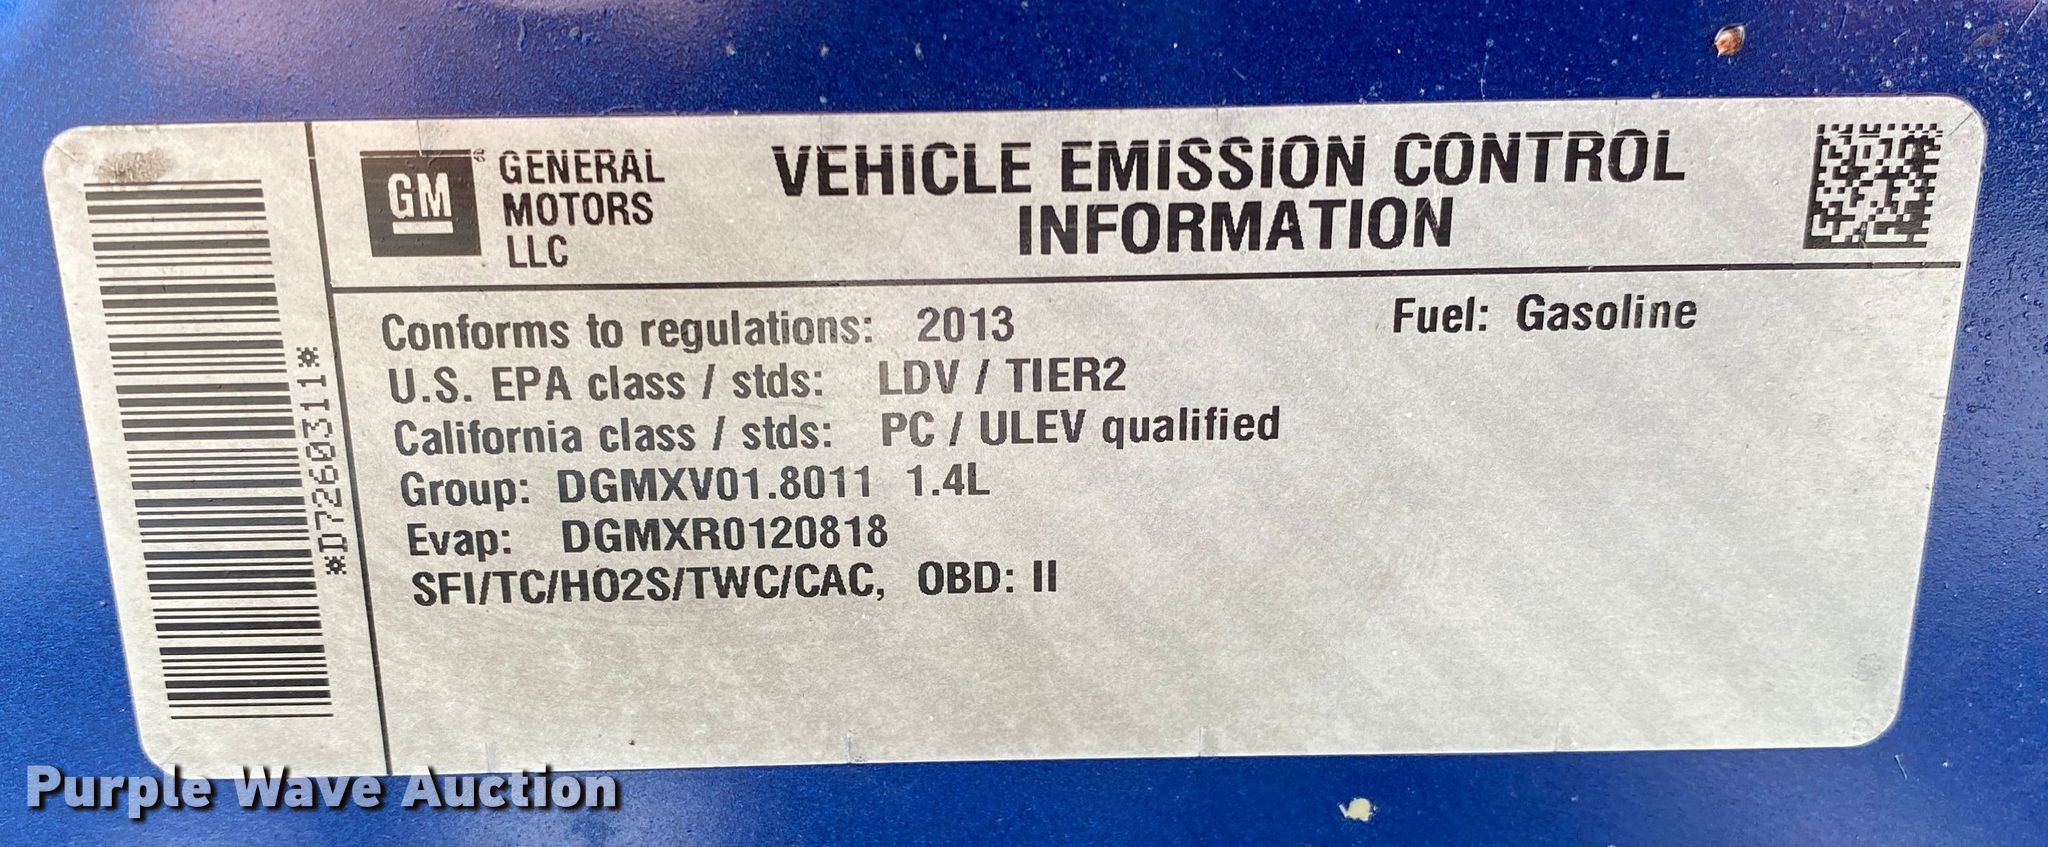 *D72603311*
GM
® GENERAL
MOTORS
LLC
VEHICLE EMISSION CONTROL
INFORMATION
Conforms to regulations: 2013 Fuel: Gasoline
U.S. EPA class / stds: LDV / TIER2
California class / stds: PC / ULEV qualified
Group: DGMXV01.8011 1.4L
Evap: DGMXR0120818
SFI/TC/HO2S/TWC/CAC, OBD: II
Purple Wave Auction